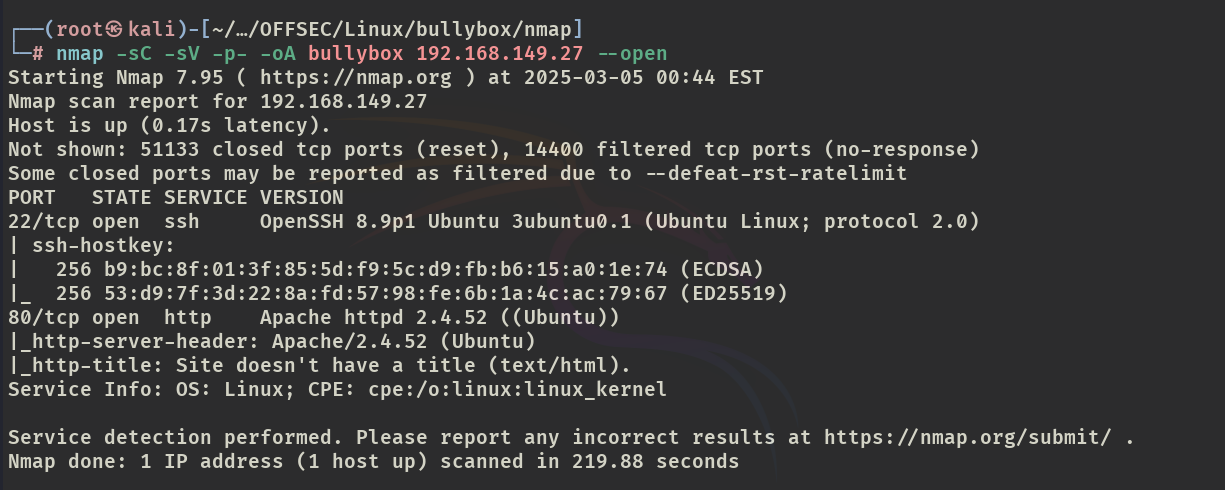 ┌──(root㉿kali)-[~/…/OFFSEC/Linux/bullybox/nmap]
└─# nmap -sC -sV -p- -oA bullybox 192.168.149.27 --open
Starting Nmap 7.95 ( https://nmap.org ) at 2025-03-05 00:44 EST
Nmap scan report for 192.168.149.27
Host is up (0.17s latency).
Not shown: 51133 closed tcp ports (reset), 14400 filtered tcp ports (no-response)
Some closed ports may be reported as filtered due to --defeat-rst-ratelimit
PORT   STATE SERVICE VERSION
22/tcp open  ssh     OpenSSH 8.9p1 Ubuntu 3ubuntu0.1 (Ubuntu Linux; protocol 2.0)
| ssh-hostkey:
|   256 b9:bc:8f:01:3f:85:5d:f9:5c:d9:fb:b6:15:a0:1e:74 (ECDSA)
|_  256 53:d9:7f:3d:22:8a:fd:57:98:fe:6b:1a:4c:ac:79:67 (ED25519)
80/tcp open  http    Apache httpd 2.4.52 ((Ubuntu))
|_http-server-header: Apache/2.4.52 (Ubuntu)
|_http-title: Site doesn't have a title (text/html).
Service Info: OS: Linux; CPE: cpe:/o:linux:linux_kernel
Service detection performed. Please report any incorrect results at https://nmap.org/submit/ .
Nmap done: 1 IP address (1 host up) scanned in 219.88 seconds